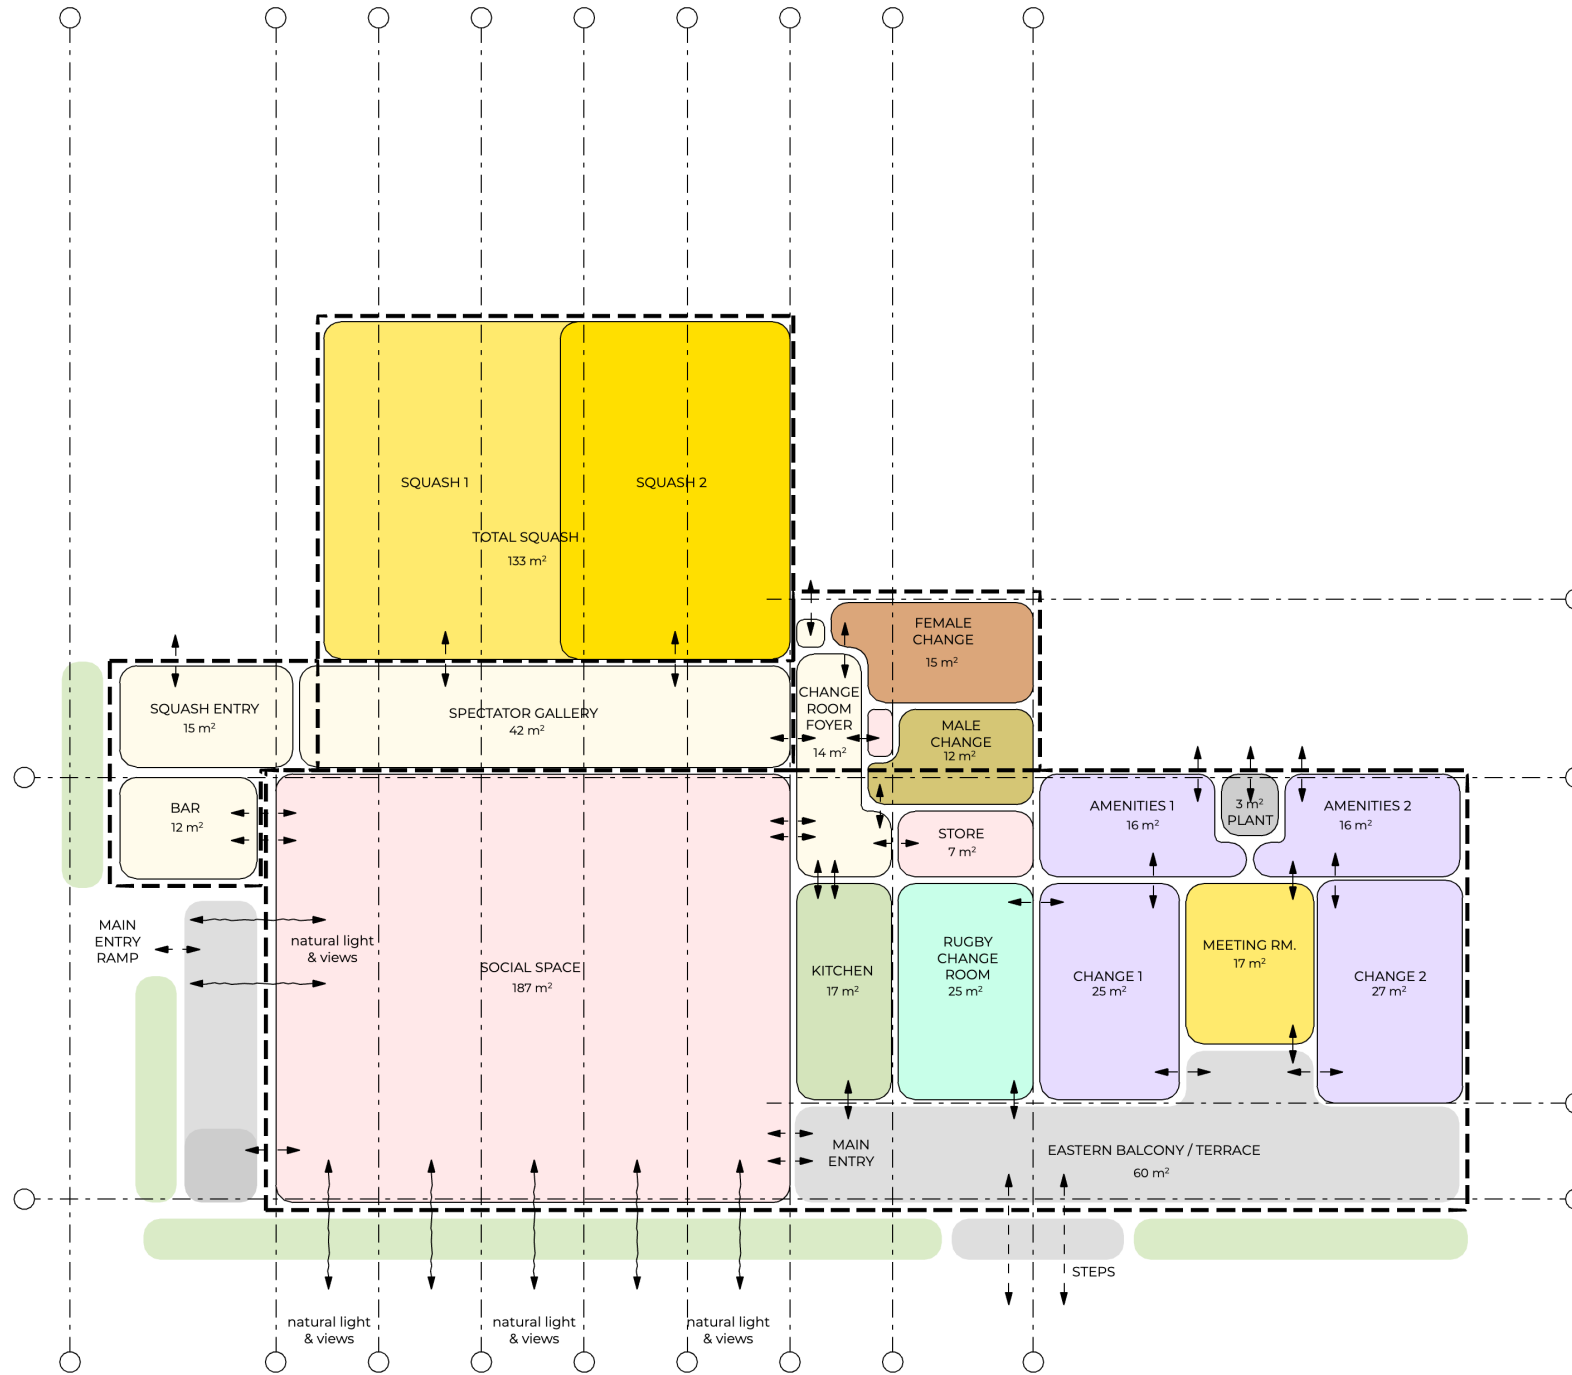 SQUASH 1
SQUASH 2
TOTAL SQUASH
133 m²
FEMALE
CHANGE
15 m²
SQUASH ENTRY
15 m²
SPECTATOR GALLERY
42 m²
CHANGE
ROOM
FOYER
14 m²
MALE
CHANGE
12 m²
BAR
12 m²
STORE
7 m²
AMENITIES 1
16 m²
3 m²
PLANT
AMENITIES 2
16 m²
MAIN
ENTRY
RAMP
natural light
& views
SOCIAL SPACE
187 m²
KITCHEN
17 m²
RUGBY
CHANGE
ROOM
25 m²
CHANGE 1
25 m²
MEETING RM.
17 m²
CHANGE 2
27 m²
MAIN
ENTRY
EASTERN BALCONY / TERRACE
60 m²
STEPS
natural light
& views
natural light
& views
natural light
& views